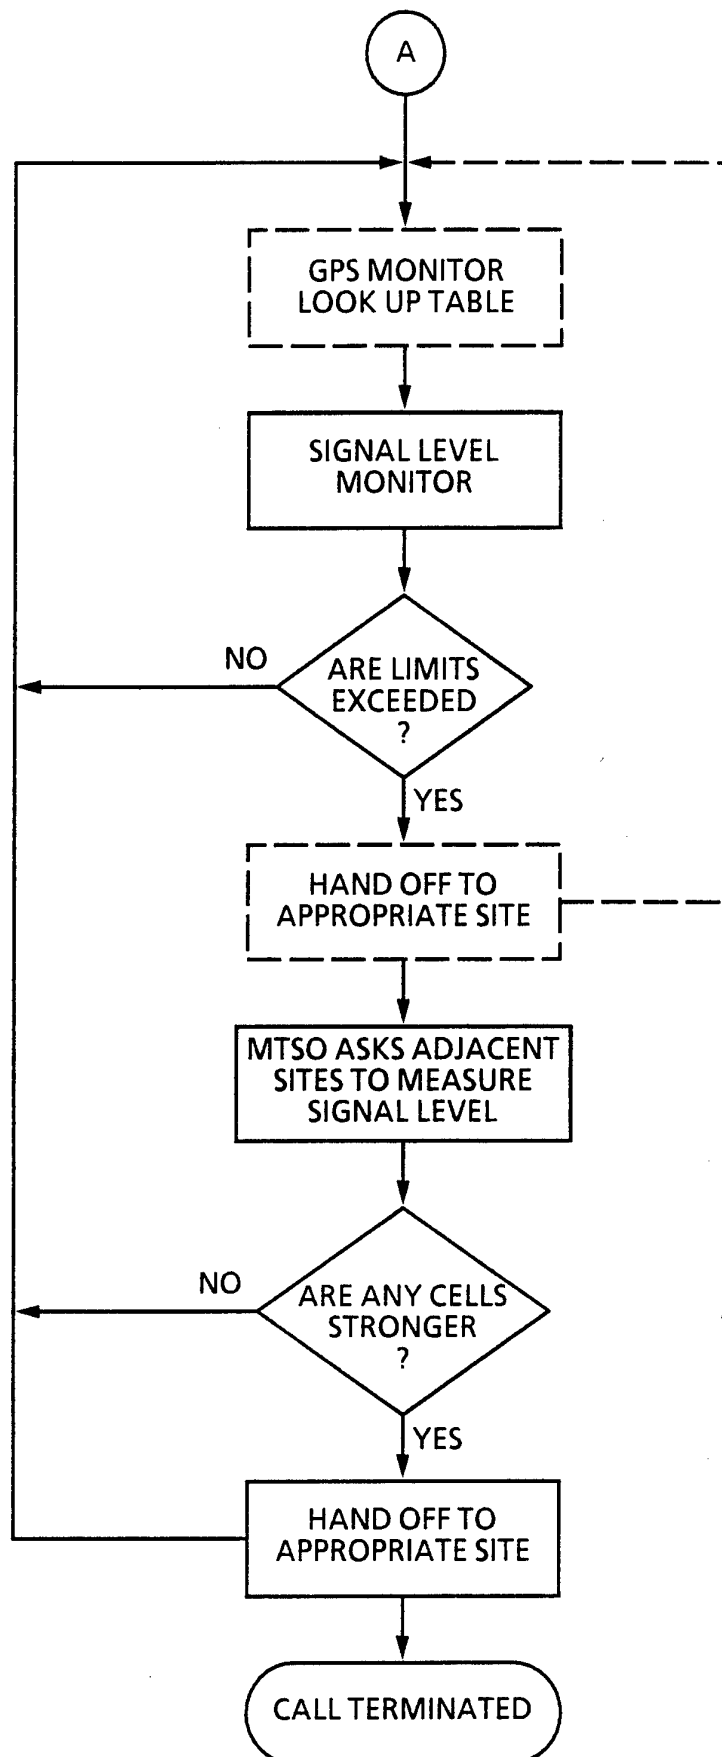 A
GPS MONITOR
LOOK UP TABLE
SIGNAL LEVEL
MONITOR
NO
ARE LIMITS
EXCEEDED
?
YES
HAND OFF TO
APPROPRIATE SITE
MTSO ASKS ADJACENT
SITES TO MEASURE
SIGNAL LEVEL
NO
ARE ANY CELLS
STRONGER
?
YES
HAND OFF TO
APPROPRIATE SITE
CALL TERMINATED